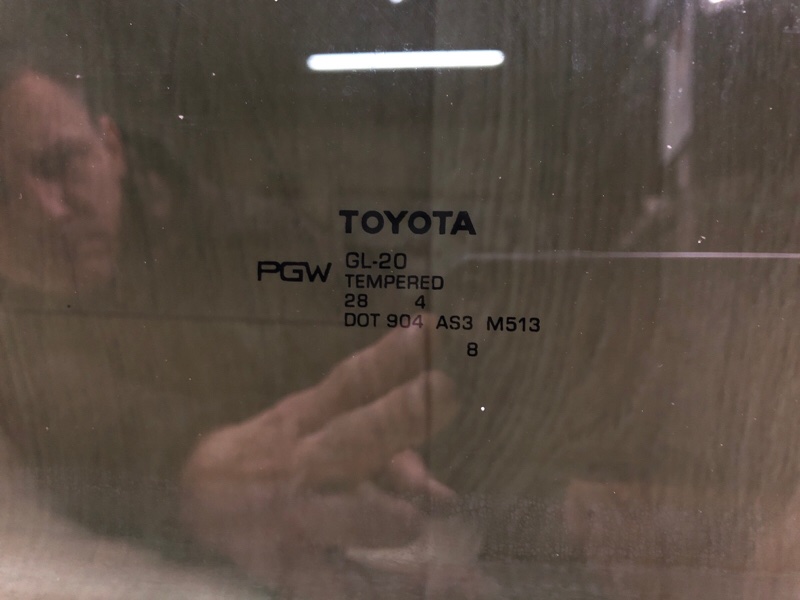 TOYOTA
PGW GL-20
TEMPERED
28 4
DOT 904 AS3 M513
8